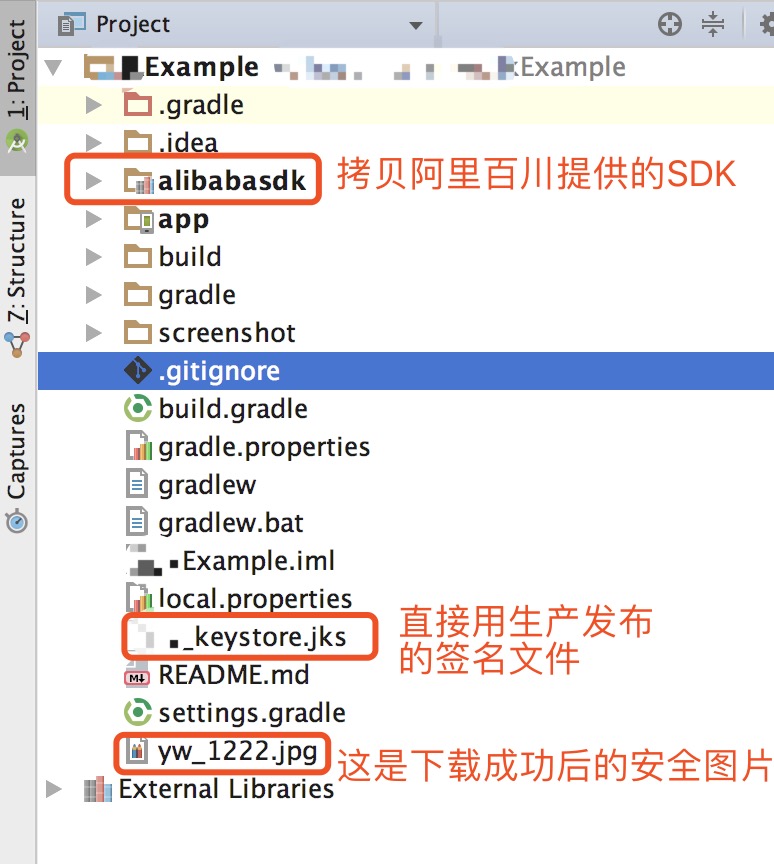 Project
1: Project
Example
Example
.gradle
.idea
alibabasdk
拷贝阿里百川提供的SDK
app
7: Structure
build
gradle
screenshot
.gitignore
Captures
build.gradle
gradle.properties
gradlew
gradlew.bat
Example.iml
local.properties
_keystore.jks
直接用生产发布
的签名文件
README.md
settings.gradle
yw_1222.jpg
这是下载成功后的安全图片
External Libraries